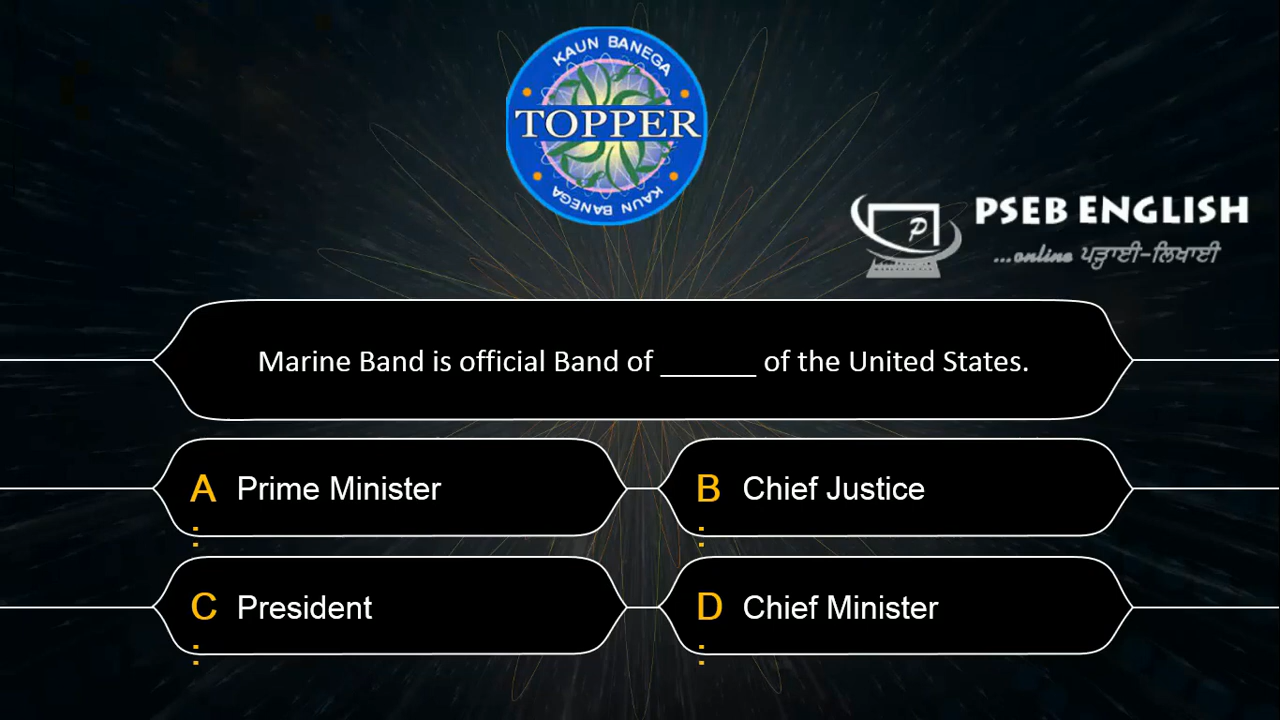 KAUN BANEGA
TOPPER
KAUN BANEGA
P
PSEB ENGLISH
...online ਪੜ੍ਹਾਈ-ਲਿਖਾਈ
Marine Band is official Band of ______ of the United States.
A: Prime Minister
B: Chief Justice
C: President
D: Chief Minister